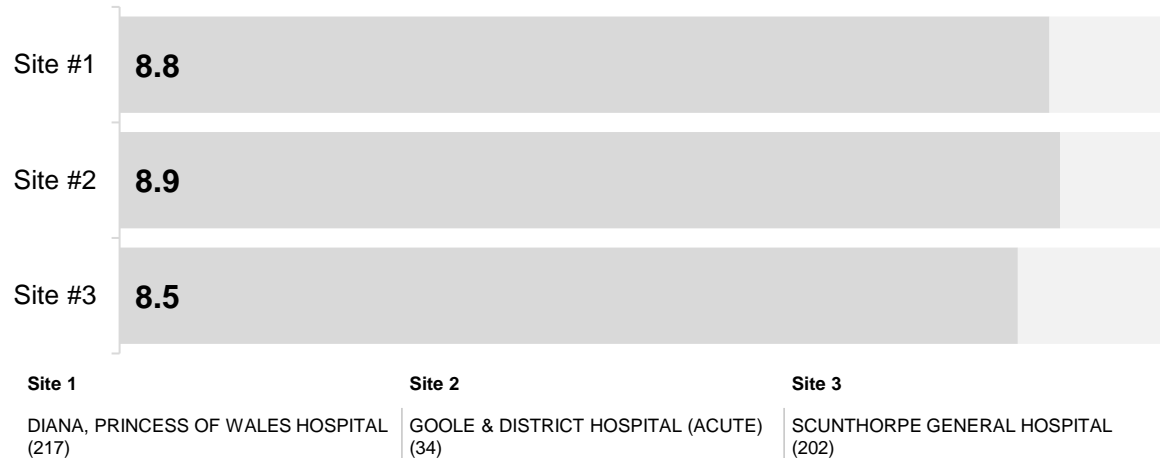 Site #1 8.8
Site #2 8.9
Site #3 8.5
Site 1 Site 2 Site 3
DIANA, PRINCESS OF WALES HOSPITAL GOOLE & DISTRICT HOSPITAL (ACUTE) SCUNTHORPE GENERAL HOSPITAL
(217) (34) (202)